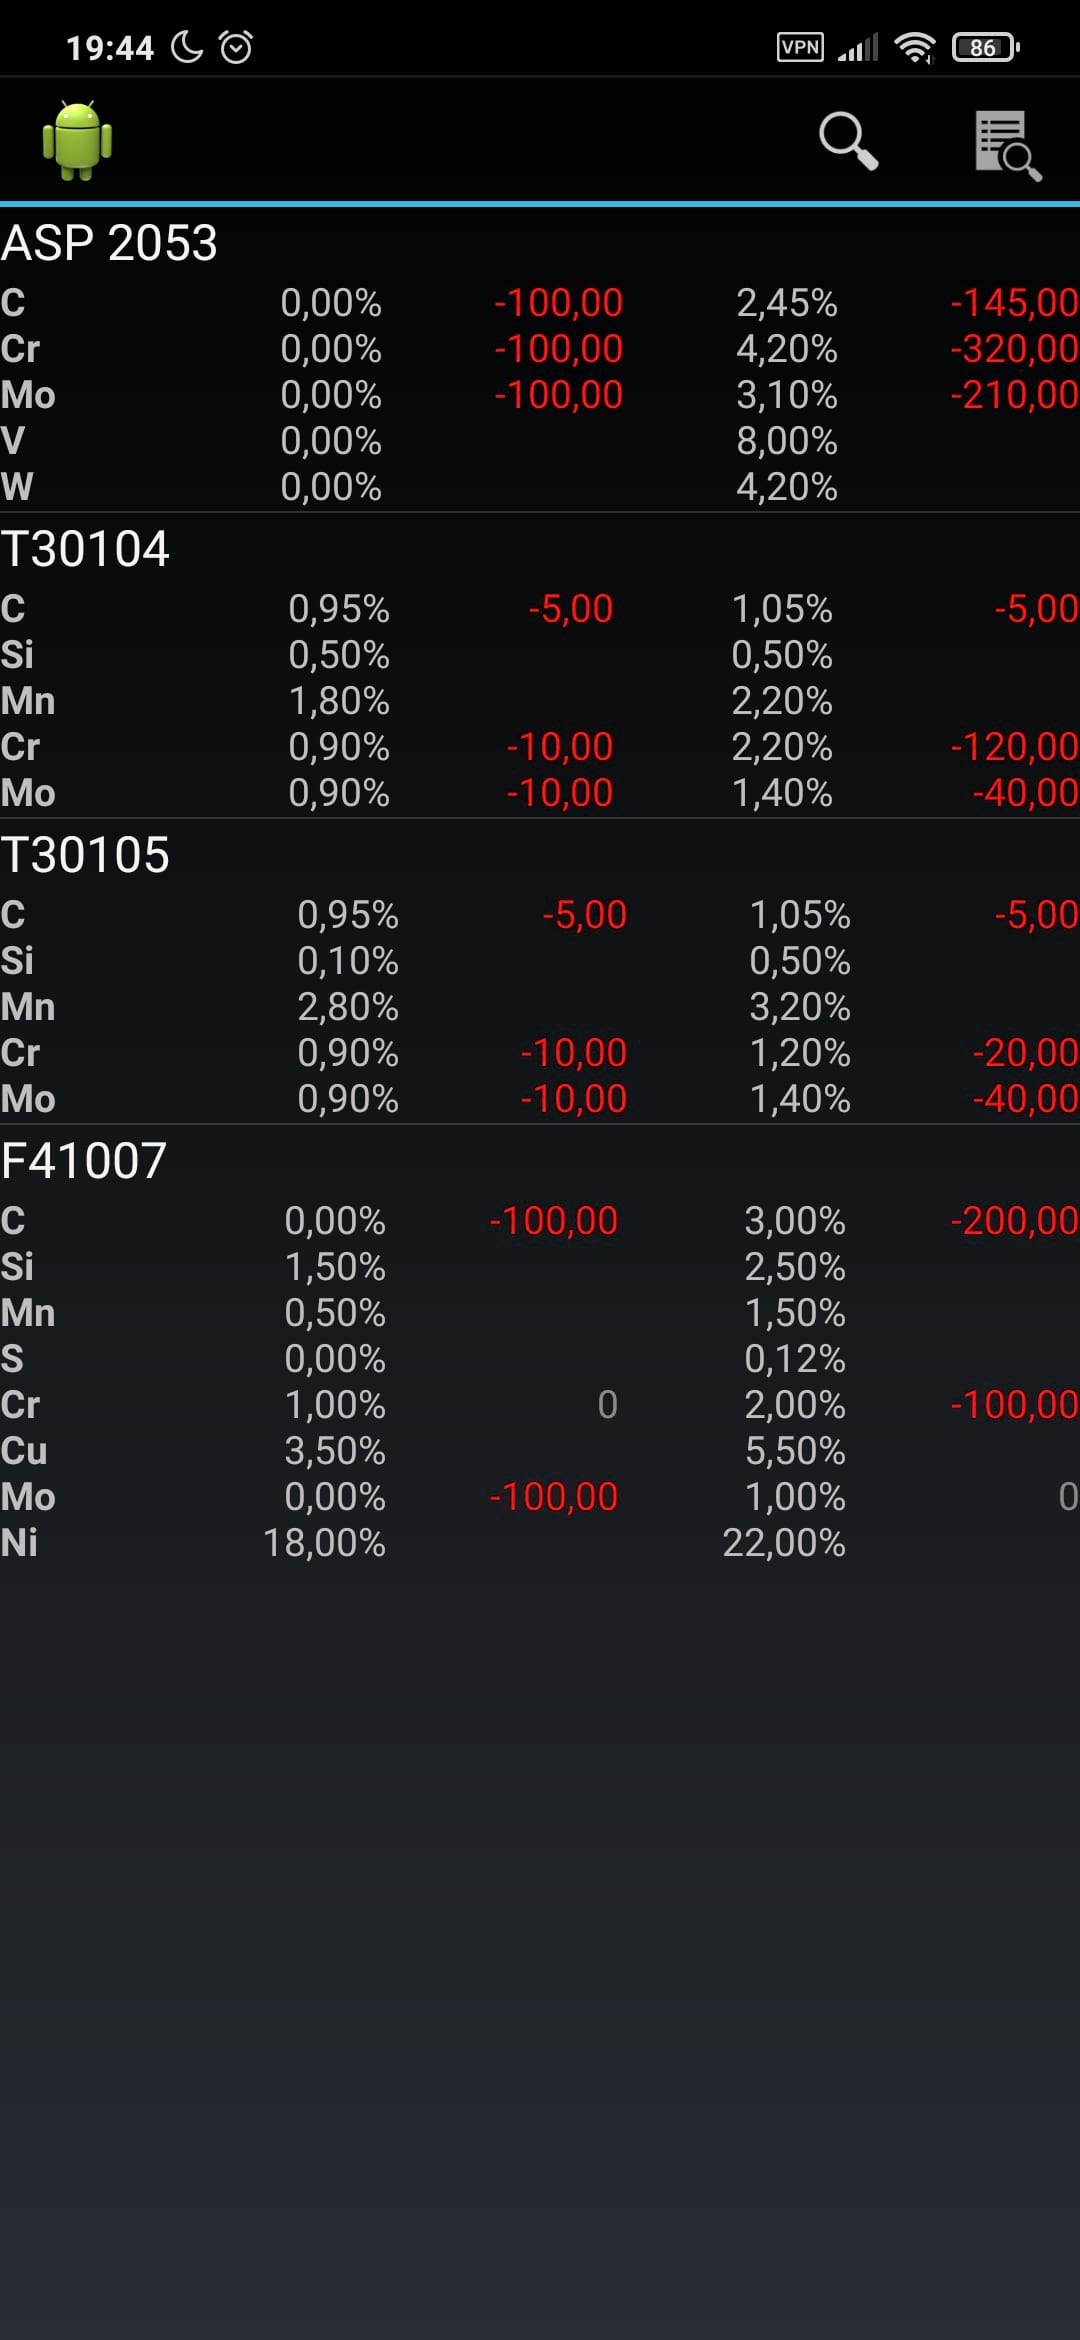 19:44 VPN 86
ASP 2053
C 0,00% -100,00 2,45% -145,00
Cr 0,00% -100,00 4,20% -320,00
Mo 0,00% -100,00 3,10% -210,00
V 0,00% 8,00%
W 0,00% 4,20%
T30104
C 0,95% -5,00 1,05% -5,00
Si 0,50% 0,50%
Mn 1,80% 2,20%
Cr 0,90% -10,00 2,20% -120,00
Mo 0,90% -10,00 1,40% -40,00
T30105
C 0,95% -5,00 1,05% -5,00
Si 0,10% 0,50%
Mn 2,80% 3,20%
Cr 0,90% -10,00 1,20% -20,00
Mo 0,90% -10,00 1,40% -40,00
F41007
C 0,00% -100,00 3,00% -200,00
Si 1,50% 2,50%
Mn 0,50% 1,50%
S 0,00% 0,12%
Cr 1,00% 0 2,00% -100,00
Cu 3,50% 5,50%
Mo 0,00% -100,00 1,00% 0
Ni 18,00% 22,00%